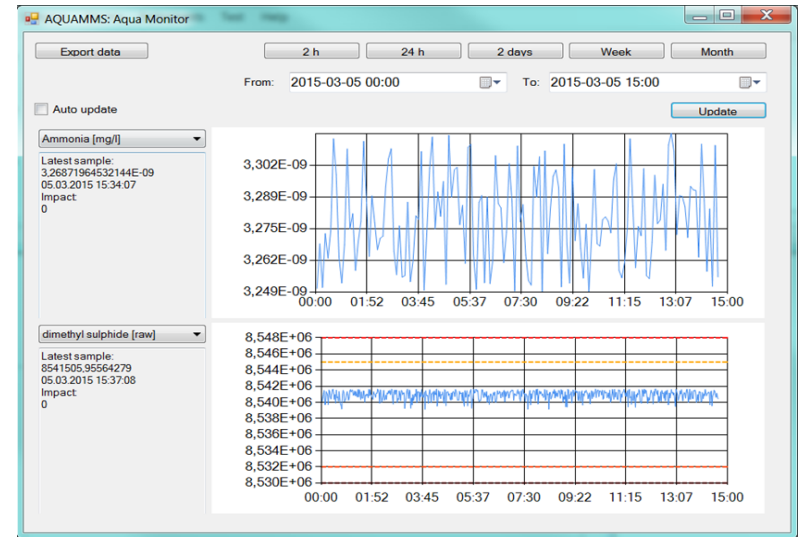 AQUAMMS: Aqua Monitor
Export data
2 h
24 h
2 days
Week
Month
From: 2015-03-05 00:00
To: 2015-03-05 15:00
Auto update
Update
Ammonia [mg/l]
Latest sample:
3,26871964532144E-09
05.03.2015 15:34:07
Impact
0
3,302E-09
3,289E-09
3,275E-09
3,262E-09
3,249E-09
00:00 01:52 03:45 05:37 07:30 09:22 11:15 13:07 15:00
dimethyl sulphide [raw]
Latest sample:
8541505,95564279
05.03.2015 15:37:08
Impact
0
8,548E+06
8,546E+06
8,544E+06
8,542E+06
8,540E+06
8,538E+06
8,536E+06
8,534E+06
8,532E+06
8,530E+06
00:00 01:52 03:45 05:37 07:30 09:22 11:15 13:07 15:00